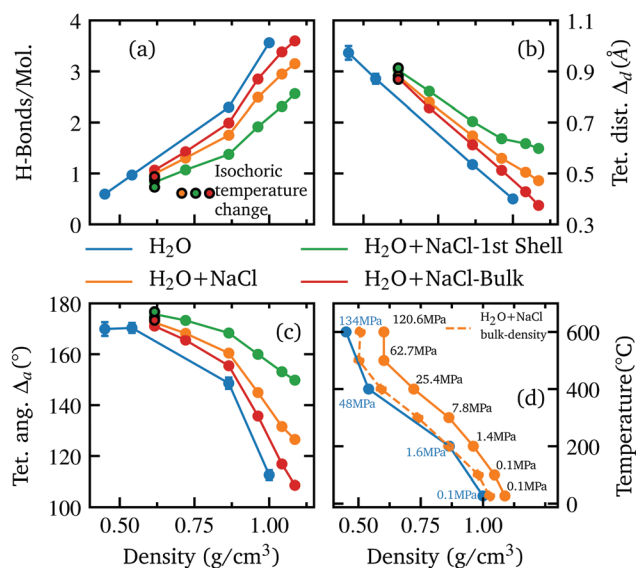 (a)
H-Bonds/Mol.
4
3
2
1
0
Isochoric
temperature
change
(b)
Tet. dist. Δd(Å)
1.1
0.9
0.7
0.5
0.3
H2O
H2O+NaCl-1st Shell
H2O+NaCl
H2O+NaCl-Bulk
(c)
Tet. ang. Δa(°)
180
160
140
120
100
0.50
0.75
1.00
Density (g/cm³)
(d)
H2O+NaCl
bulk-density
134MPa
120.6MPa
62.7MPa
48MPa
25.4MPa
7.8MPa
1.6MPa
1.4MPa
0.1MPa
0.1MPa
0.1MPa
Temperature(°C)
600
400
200
0
0.50
0.75
1.00
Density (g/cm³)